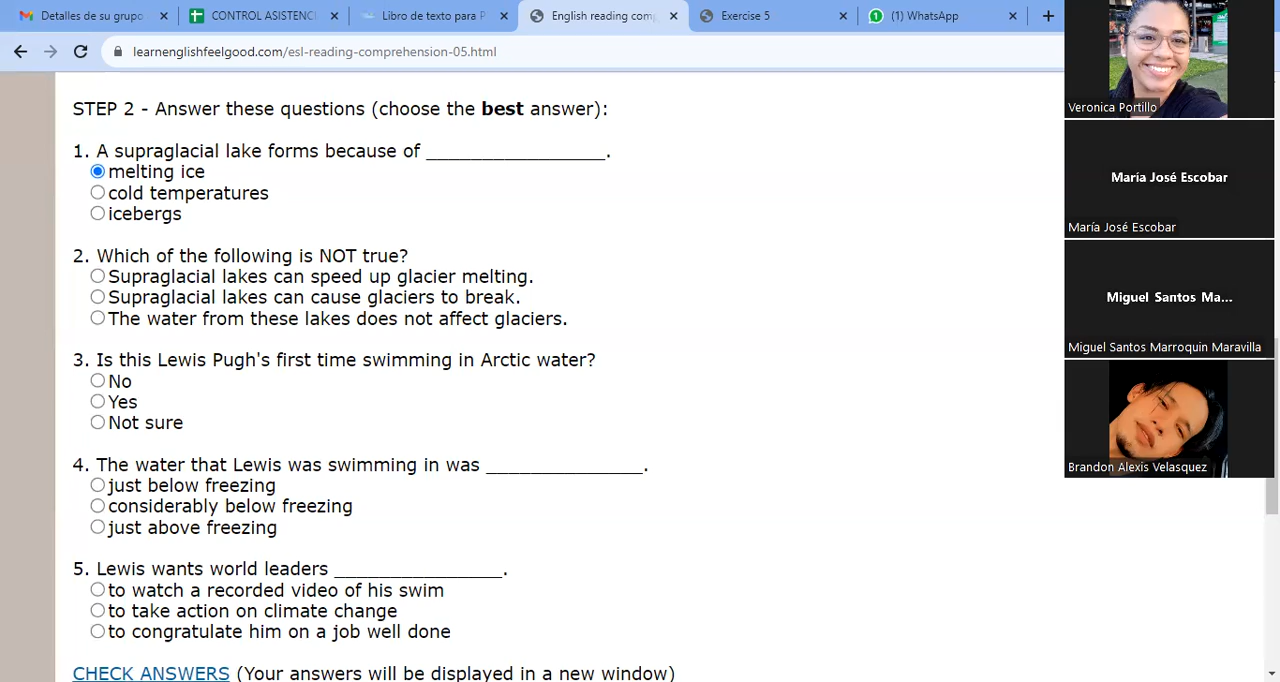 Detalles de su grupo
CONTROL ASISTENCI
Libro de texto para P
English reading comp
Exercise 5
(1) WhatsApp
learnenglishfeelgood.com/esl-reading-comprehension-05.html
STEP 2 - Answer these questions (choose the best answer):
1. A supraglacial lake forms because of _________________.
melting ice
cold temperatures
icebergs
2. Which of the following is NOT true?
Supraglacial lakes can speed up glacier melting.
Supraglacial lakes can cause glaciers to break.
The water from these lakes does not affect glaciers.
3. Is this Lewis Pugh's first time swimming in Arctic water?
No
Yes
Not sure
4. The water that Lewis was swimming in was _______________.
just below freezing
considerably below freezing
just above freezing
5. Lewis wants world leaders ________________.
to watch a recorded video of his swim
to take action on climate change
to congratulate him on a job well done
CHECK ANSWERS (Your answers will be displayed in a new window)
Veronica Portillo
María José Escobar
María José Escobar
Miguel Santos Ma...
Miguel Santos Marroquin Maravilla
Brandon Alexis Velasquez